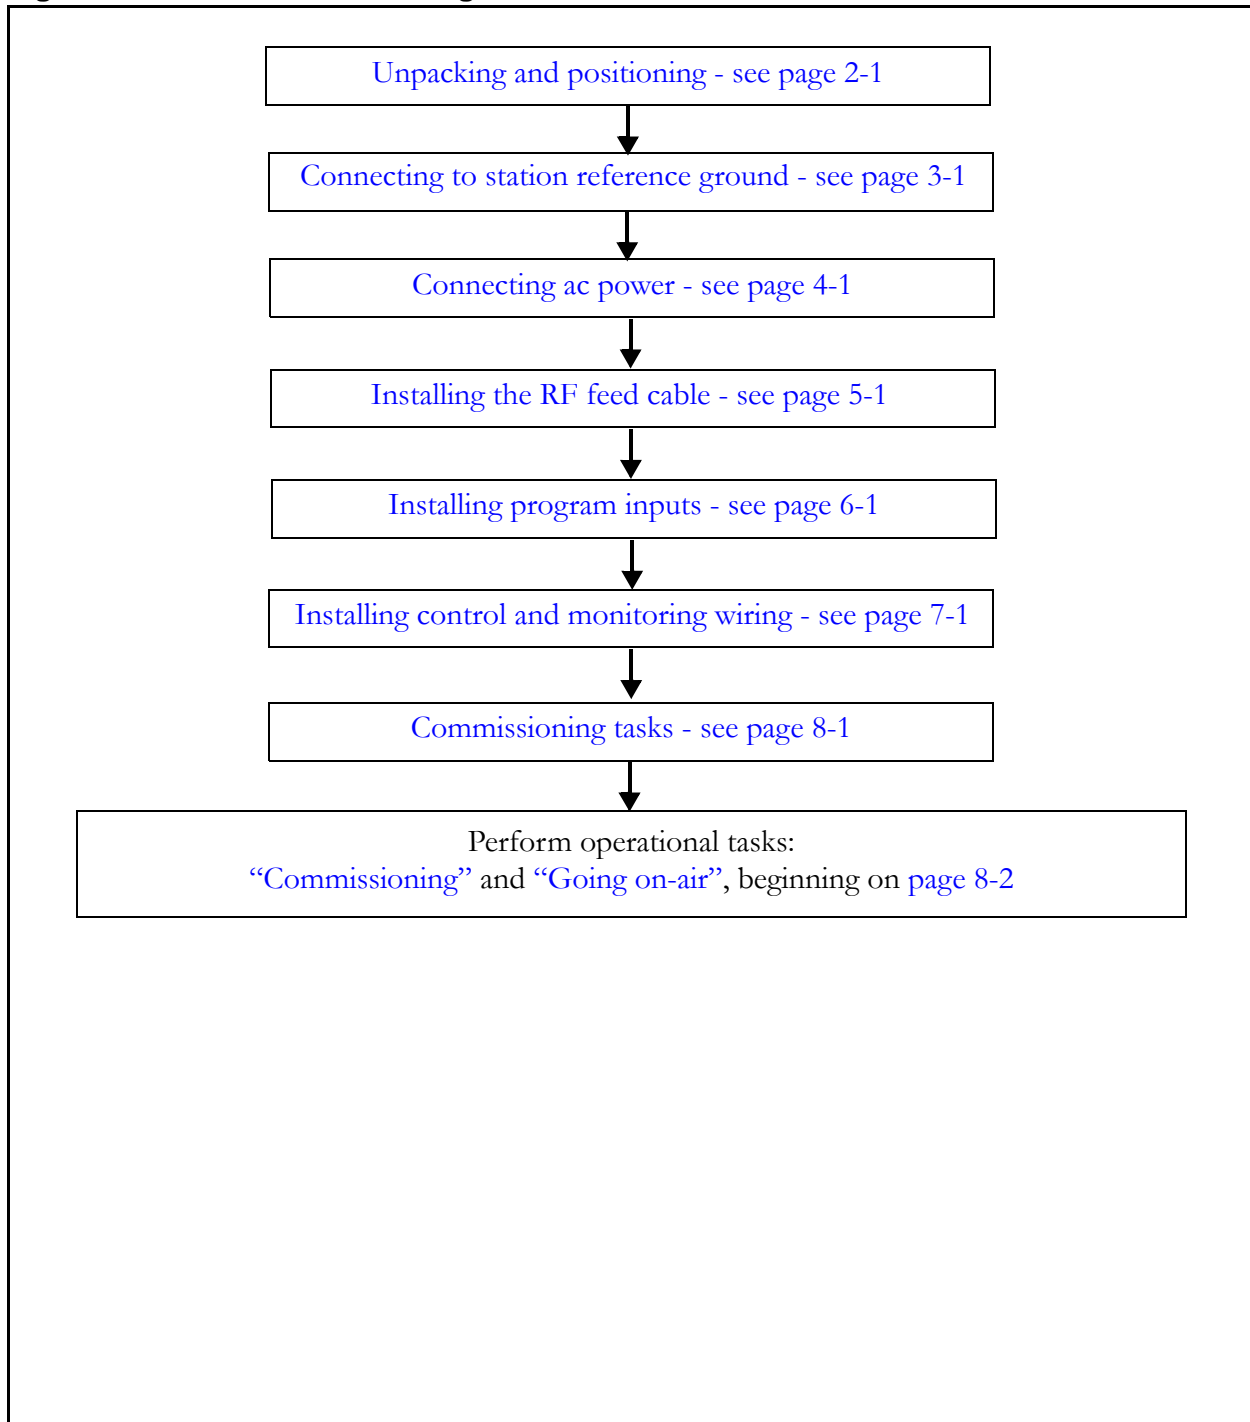 Unpacking and positioning - see page 2-1
Connecting to station reference ground - see page 3-1
Connecting ac power - see page 4-1
Installing the RF feed cable - see page 5-1
Installing program inputs - see page 6-1
Installing control and monitoring wiring - see page 7-1
Commissioning tasks - see page 8-1
Perform operational tasks:
“Commissioning” and “Going on-air”, beginning on page 8-2